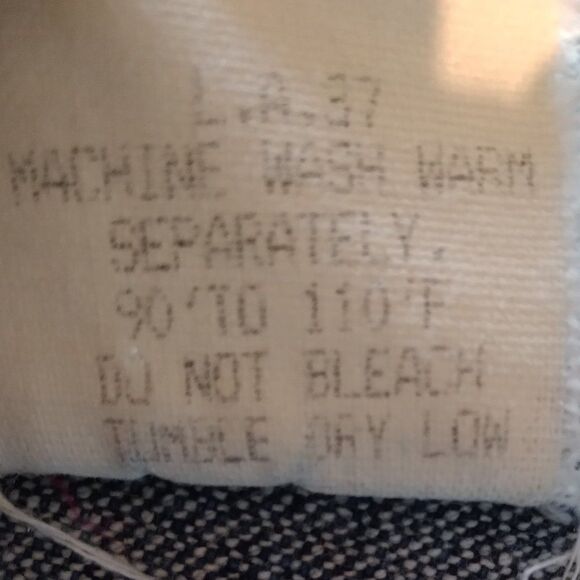 L.A.37
MACHINE WASH WARM
SEPARATELY.
90'TO 110'F
DO NOT BLEACH
TUMBLE DRY LOW